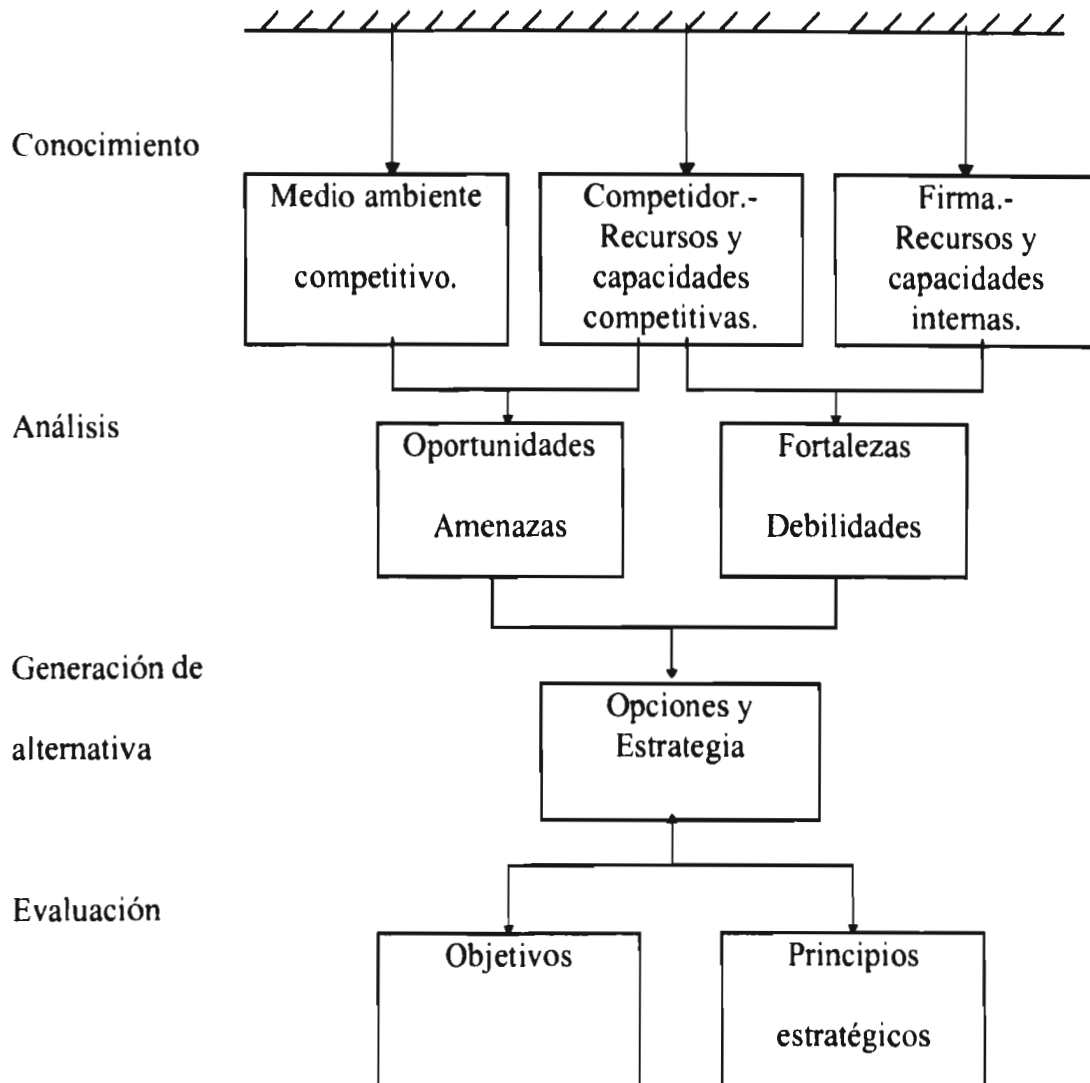 Conocimiento
Medio ambiente
competitivo.
Competidor.-
Recursos y
capacidades
competitivas.
Firma.-
Recursos y
capacidades
internas.
Análisis
Oportunidades
Amenazas
Fortalezas
Debilidades
Generación de
alternativa
Opciones y
Estrategia
Evaluación
Objetivos
Principios
estratégicos